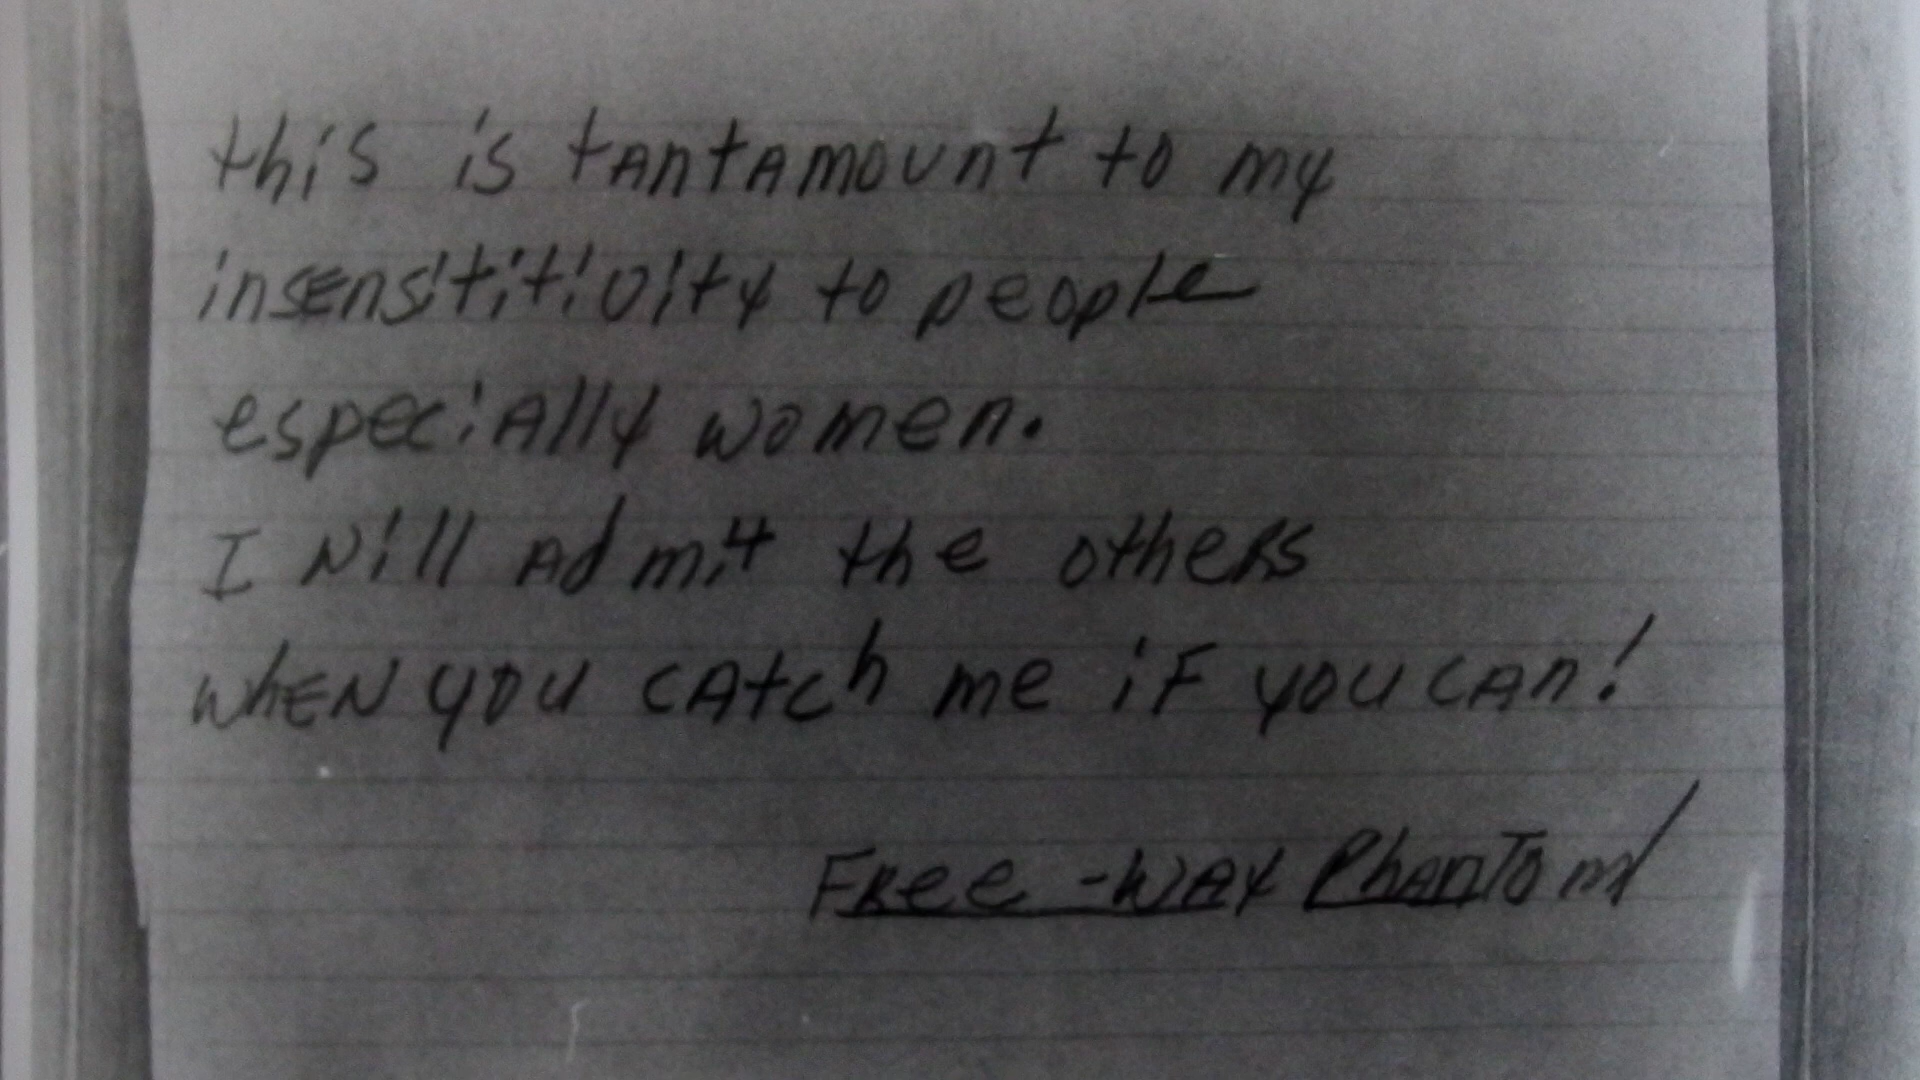 this is tAntAmount to my
insensititivity to people
especiAlly women.
I will Admit the otheRs
whEN you cAtch me iF you cAn!
FRee-wAy PhanTom